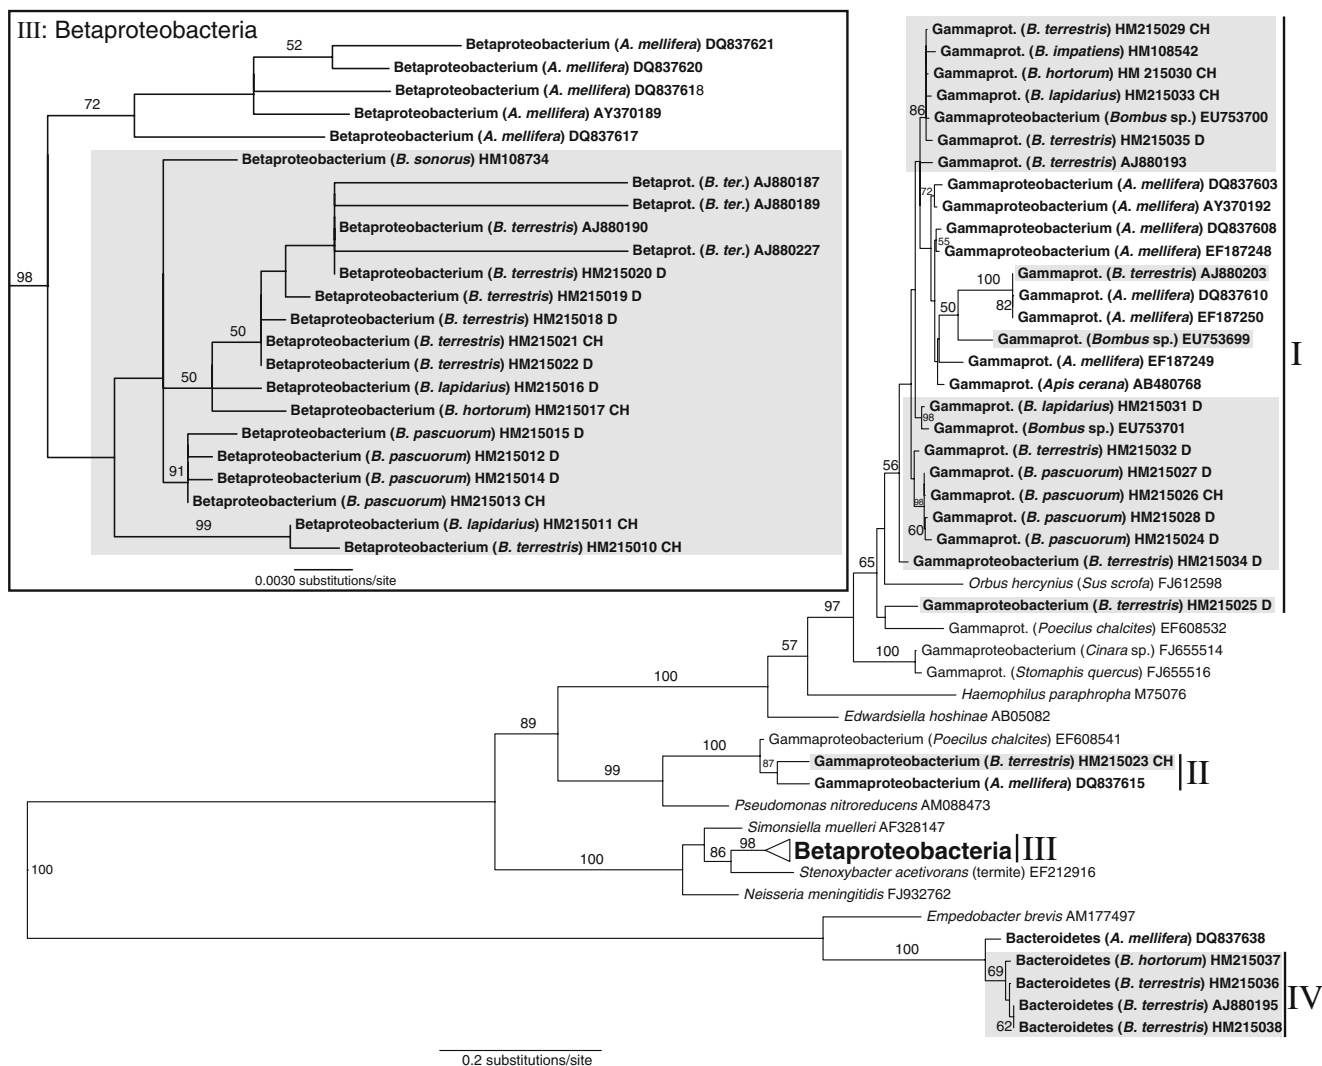 III: Betaproteobacteria
52
Betaproteobacterium (A. mellifera) DQ837621
Betaproteobacterium (A. mellifera) DQ837620
Betaproteobacterium (A. mellifera) DQ837618
72
Betaproteobacterium (A. mellifera) AY370189
Betaproteobacterium (A. mellifera) DQ837617
Betaproteobacterium (B. sonorus) HM108734
Betaprot. (B. ter.) AJ880187
Betaprot. (B. ter.) AJ880189
Betaproteobacterium (B. terrestris) AJ880190
Betaprot. (B. ter.) AJ880227
98
Betaproteobacterium (B. terrestris) HM215020 D
Betaproteobacterium (B. terrestris) HM215019 D
Betaproteobacterium (B. terrestris) HM215018 D
50
Betaproteobacterium (B. terrestris) HM215021 CH
Betaproteobacterium (B. terrestris) HM215022 D
50
Betaproteobacterium (B. lapidarius) HM215016 D
Betaproteobacterium (B. hortorum) HM215017 CH
Betaproteobacterium (B. pascuorum) HM215015 D
Betaproteobacterium (B. pascuorum) HM215012 D
91
Betaproteobacterium (B. pascuorum) HM215014 D
Betaproteobacterium (B. pascuorum) HM215013 CH
99
Betaproteobacterium (B. lapidarius) HM215011 CH
Betaproteobacterium (B. terrestris) HM215010 CH
0.0030 substitutions/site
Gammaprot. (B. terrestris) HM215029 CH
Gammaprot. (B. impatiens) HM108542
Gammaprot. (B. hortorum) HM 215030 CH
Gammaprot. (B. lapidarius) HM215033 CH
86
Gammaproteobacterium (Bombus sp.) EU753700
Gammaprot. (B. terrestris) HM215035 D
Gammaprot. (B. terrestris) AJ880193
Gammaproteobacterium (A. mellifera) DQ837603
72
Gammaproteobacterium (A. mellifera) AY370192
Gammaproteobacterium (A. mellifera) DQ837608
55
Gammaproteobacterium (A. mellifera) EF187248
100
Gammaprot. (B. terrestris) AJ880203
Gammaprot. (A. mellifera) DQ837610
82
Gammaprot. (A. mellifera) EF187250
50
Gammaprot. (Bombus sp.) EU753699
I
Gammaprot. (A. mellifera) EF187249
Gammaprot. (Apis cerana) AB480768
Gammaprot. (B. lapidarius) HM215031 D
98
Gammaprot. (Bombus sp.) EU753701
Gammaprot. (B. terrestris) HM215032 D
56
Gammaprot. (B. pascuorum) HM215027 D
98
Gammaprot. (B. pascuorum) HM215026 CH
Gammaprot. (B. pascuorum) HM215028 D
60
Gammaprot. (B. pascuorum) HM215024 D
65
Gammaproteobacterium (B. terrestris) HM215034 D
Orbus hercynius (Sus scrofa) FJ612598
97
Gammaproteobacterium (B. terrestris) HM215025 D
Gammaprot. (Poecilus chalcites) EF608532
57
100
Gammaproteobacterium (Cinara sp.) FJ655514
Gammaprot. (Stomaphis quercus) FJ655516
100
Haemophilus paraphropha M75076
Edwardsiella hoshinae AB05082
89
100
Gammaproteobacterium (Poecilus chalcites) EF608541
87
Gammaproteobacterium (B. terrestris) HM215023 CH
II
99
Gammaproteobacterium (A. mellifera) DQ837615
Pseudomonas nitroreducens AM088473
Simonsiella muelleri AF328147
98
86
Betaproteobacteria
III
100
Stenoxybacter acetivorans (termite) EF212916
100
Neisseria meningitidis FJ932762
Empedobacter brevis AM177497
100
Bacteroidetes (A. mellifera) DQ837638
Bacteroidetes (B. hortorum) HM215037
69
Bacteroidetes (B. terrestris) HM215036
IV
Bacteroidetes (B. terrestris) AJ880195
62
Bacteroidetes (B. terrestris) HM215038
0.2 substitutions/site